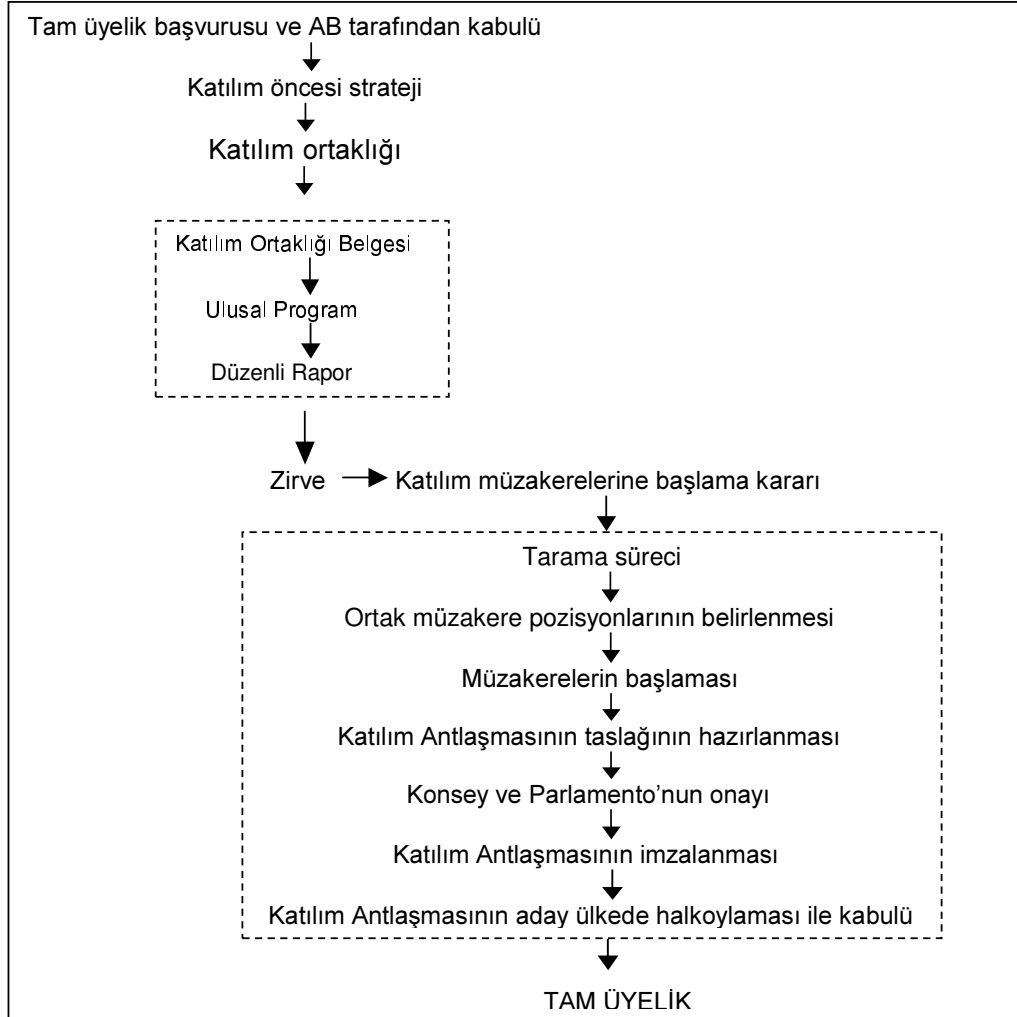 Tam üyelik başvurusu ve AB tarafından kabulü
Katılım öncesi strateji
Katılım ortaklığı
Katılım Ortaklığı Belgesi
Ulusal Program
Düzenli Rapor
Zirve
Katılım müzakerelerine başlama kararı
Tarama süreci
Ortak müzakere pozisyonlarının belirlenmesi
Müzakerelerin başlaması
Katılım Antlaşmasının taslağının hazırlanması
Konsey ve Parlamento’nun onayı
Katılım Antlaşmasının imzalanması
Katılım Antlaşmasının aday ülkede halkoylaması ile kabulü
TAM ÜYELİK